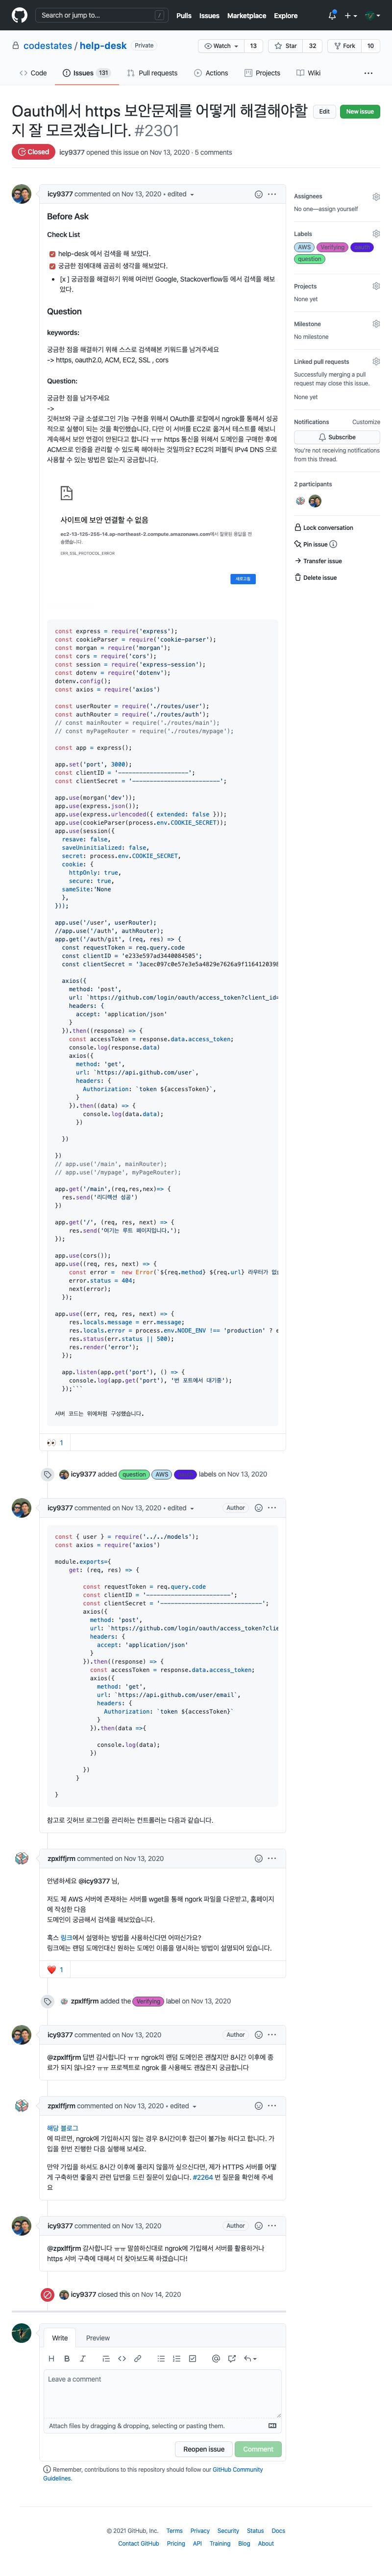 Search or jump to...
/
Pulls Issues Marketplace Explore
codestates / help-desk Private
Watch 13 Star 32 Fork 10
Code Issues 131 Pull requests Actions Projects Wiki
Oauth에서 https 보안문제를 어떻게 해결해야할
지 잘 모르겠습니다. #2301
Edit New issue
Closed icy9377 opened this issue on Nov 13, 2020 · 5 comments
icy9377 commented on Nov 13, 2020 • edited
Before Ask
Check List
help-desk 에서 검색을 해 보았다.
궁금한 점에대해 곰곰히 생각을 해보았다.
[x ] 궁금점을 해결하기 위해 여러번 Google, Stackoverflow등 에서 검색을 해보
았다.
Question
keywords:
궁금한 점을 해결하기 위해 스스로 검색해본 키워드를 남겨주세요
-> https, oauth2.0, ACM, EC2, SSL , cors
Question:
궁금한 점을 남겨주세요
->
깃허브와 구글 소셜로그인 기능 구현을 위해서 OAuth를 로컬에서 ngrok를 통해서 성공
적으로 실행이 되는 것을 확인했습니다. 다만 이 서버를 EC2로 옮겨서 테스트를 해보니
계속해서 보안 연결이 안된다고 합니다 ㅠㅠ https 통신을 위해서 도메인을 구매한 후에
ACM으로 인증을 관리할 수 있도록 해야하는 것일까요? EC2의 퍼블릭 IPv4 DNS 으로
사용할 수 있는 방법은 없는지 궁금합니다.
사이트에 보안 연결할 수 없음
ec2-13-125-255-14.ap-northeast-2.compute.amazonaws.com에서 잘못된 응답을 전
송했습니다.
ERR_SSL_PROTOCOL_ERROR
새로고침
const express = require('express');
const cookieParser = require('cookie-parser');
const morgan = require('morgan');
const cors = require('cors');
const session = require('express-session');
const dotenv = require('dotenv');
dotenv.config();
const axios = require('axios')
const userRouter = require('./routes/user');
const authRouter = require('./routes/auth');
// const mainRouter = require('./routes/main');
// const myPageRouter = require('./routes/mypage');
const app = express();
app.set('port', 3000);
const clientID = '--------------------';
const clientSecret = '-------------------------';
app.use(morgan('dev'));
app.use(express.json());
app.use(express.urlencoded({ extended: false }));
app.use(cookieParser(process.env.COOKIE_SECRET));
app.use(session({
resave: false,
saveUninitialized: false,
secret: process.env.COOKIE_SECRET,
cookie: {
httpOnly: true,
secure: true,
sameSite:'None
},
}));
app.use('/user', userRouter);
//app.use('/auth', authRouter);
app.get('/auth/git', (req, res) => {
const requestToken = req.query.code
const clientID = 'e233e597ad3440084505';
const clientSecret =
axios({
method: 'post',
url: `https://github.com/login/oauth/access_token?client_id=
headers: {
accept: 'application/json'
}
}).then((response) => {
const accessToken = response.data.access_token;
console.log(response.data)
axios({
method: 'get',
url: `https://api.github.com/user`,
headers: {
Authorization: `token ${accessToken}`,
}
}).then((data) => {
console.log(data.data);
})
})
})
// app.use('/main', mainRouter);
// app.use('/mypage', myPageRouter);
app.get('/main',(req,res,nex)=> {
res.send('리디렉션 성공')
})
app.get('/', (req, res, next) => {
res.send('여기는 루트 페이지입니다.');
});
app.use(cors());
app.use((req, res, next) => {
const error = new Error(`${req.method} ${req.url} 라우터가 없
error.status = 404;
next(error);
});
app.use((err, req, res, next) => {
res.locals.message = err.message;
res.locals.error = process.env.NODE_ENV !== 'production' ? e
res.status(err.status || 500);
res.render('error');
});
app.listen(app.get('port'), () => {
console.log(app.get('port'), '번 포트에서 대기중');
});```
서버 코드는 위에처럼 구성했습니다.
1
icy9377 added question AWS labels on Nov 13, 2020
icy9377 commented on Nov 13, 2020 • edited Author
const { user } = require('../../models');
const axios = require('axios')
module.exports={
get: (req, res) => {
const requestToken = req.query.code
const clientID = '------------------------';
const clientSecret = '-----------------------------';
axios({
method: 'post',
url: `https://github.com/login/oauth/access_token?clie
headers: {
accept: 'application/json'
}
}).then((response) => {
const accessToken = response.data.access_token;
axios({
method: 'get',
url: `https://api.github.com/user/email`,
headers: {
Authorization: `token ${accessToken}`
}
}).then(data =>{
console.log(data);
})
})
}
}
참고로 깃허브 로그인을 관리하는 컨트롤러는 다음과 같습니다.
zpxlffjrm commented on Nov 13, 2020
안녕하세요 @icy9377 님,
저도 제 AWS 서버에 존재하는 서버를 wget을 통해 ngork 파일을 다운받고, 홈페이지
에 작성한 다음
도메인이 궁금해서 검색을 해보았습니다.
혹스 링크에서 설명하는 방법을 사용하신다면 어떠신가요?
링크에는 랜덤 도메인대신 원하는 도메인 이름을 명시하는 방법이 설명되어 있습니다.
1
zpxlffjrm added the Verifying label on Nov 13, 2020
icy9377 commented on Nov 13, 2020 Author
@zpxlffjrm 답변 감사합니다 ㅠㅠ ngrok의 랜덤 도메인은 괜찮지만 8시간 이후에 종
료가 되지 않나요? ㅠㅠ 프로젝트로 ngrok 를 사용해도 괜찮은지 궁금합니다
zpxlffjrm commented on Nov 13, 2020 • edited
해당 블로그
에 따르면, ngrok에 가입하시지 않는 경우 8시간이후 접근이 불가능 하다고 합니다. 가
입을 한번 진행한 다음 실행해 보세요.
만약 가입을 하셔도 8시간 이후에 풀리지 않을까 싶으신다면, 제가 HTTPS 서버를 어떻
게 구축하면 좋을지 관련 답변을 드린 질문이 있습니다. #2264 번 질문을 확인해 주세
요
icy9377 commented on Nov 13, 2020 Author
@zpxlffjrm 감사합니다 ㅠㅠ 말씀하신대로 ngrok에 가입해서 서버를 활용하거나
https 서버 구축에 대해서 더 찾아보도록 하겠습니다!
icy9377 closed this on Nov 14, 2020
Write Preview
Leave a comment
Attach files by dragging & dropping, selecting or pasting them.
Reopen issue Comment
Remember, contributions to this repository should follow our GitHub Community
Guidelines.
Assignees
No one—assign yourself
Labels
AWS Verifying
question
Projects
None yet
Milestone
No milestone
Linked pull requests
Successfully merging a pull
request may close this issue.
None yet
Notifications Customize
Subscribe
You're not receiving notifications
from this thread.
2 participants
Lock conversation
Pin issue
Transfer issue
Delete issue
© 2021 GitHub, Inc. Terms Privacy Security Status Docs
Contact GitHub Pricing API Training Blog About